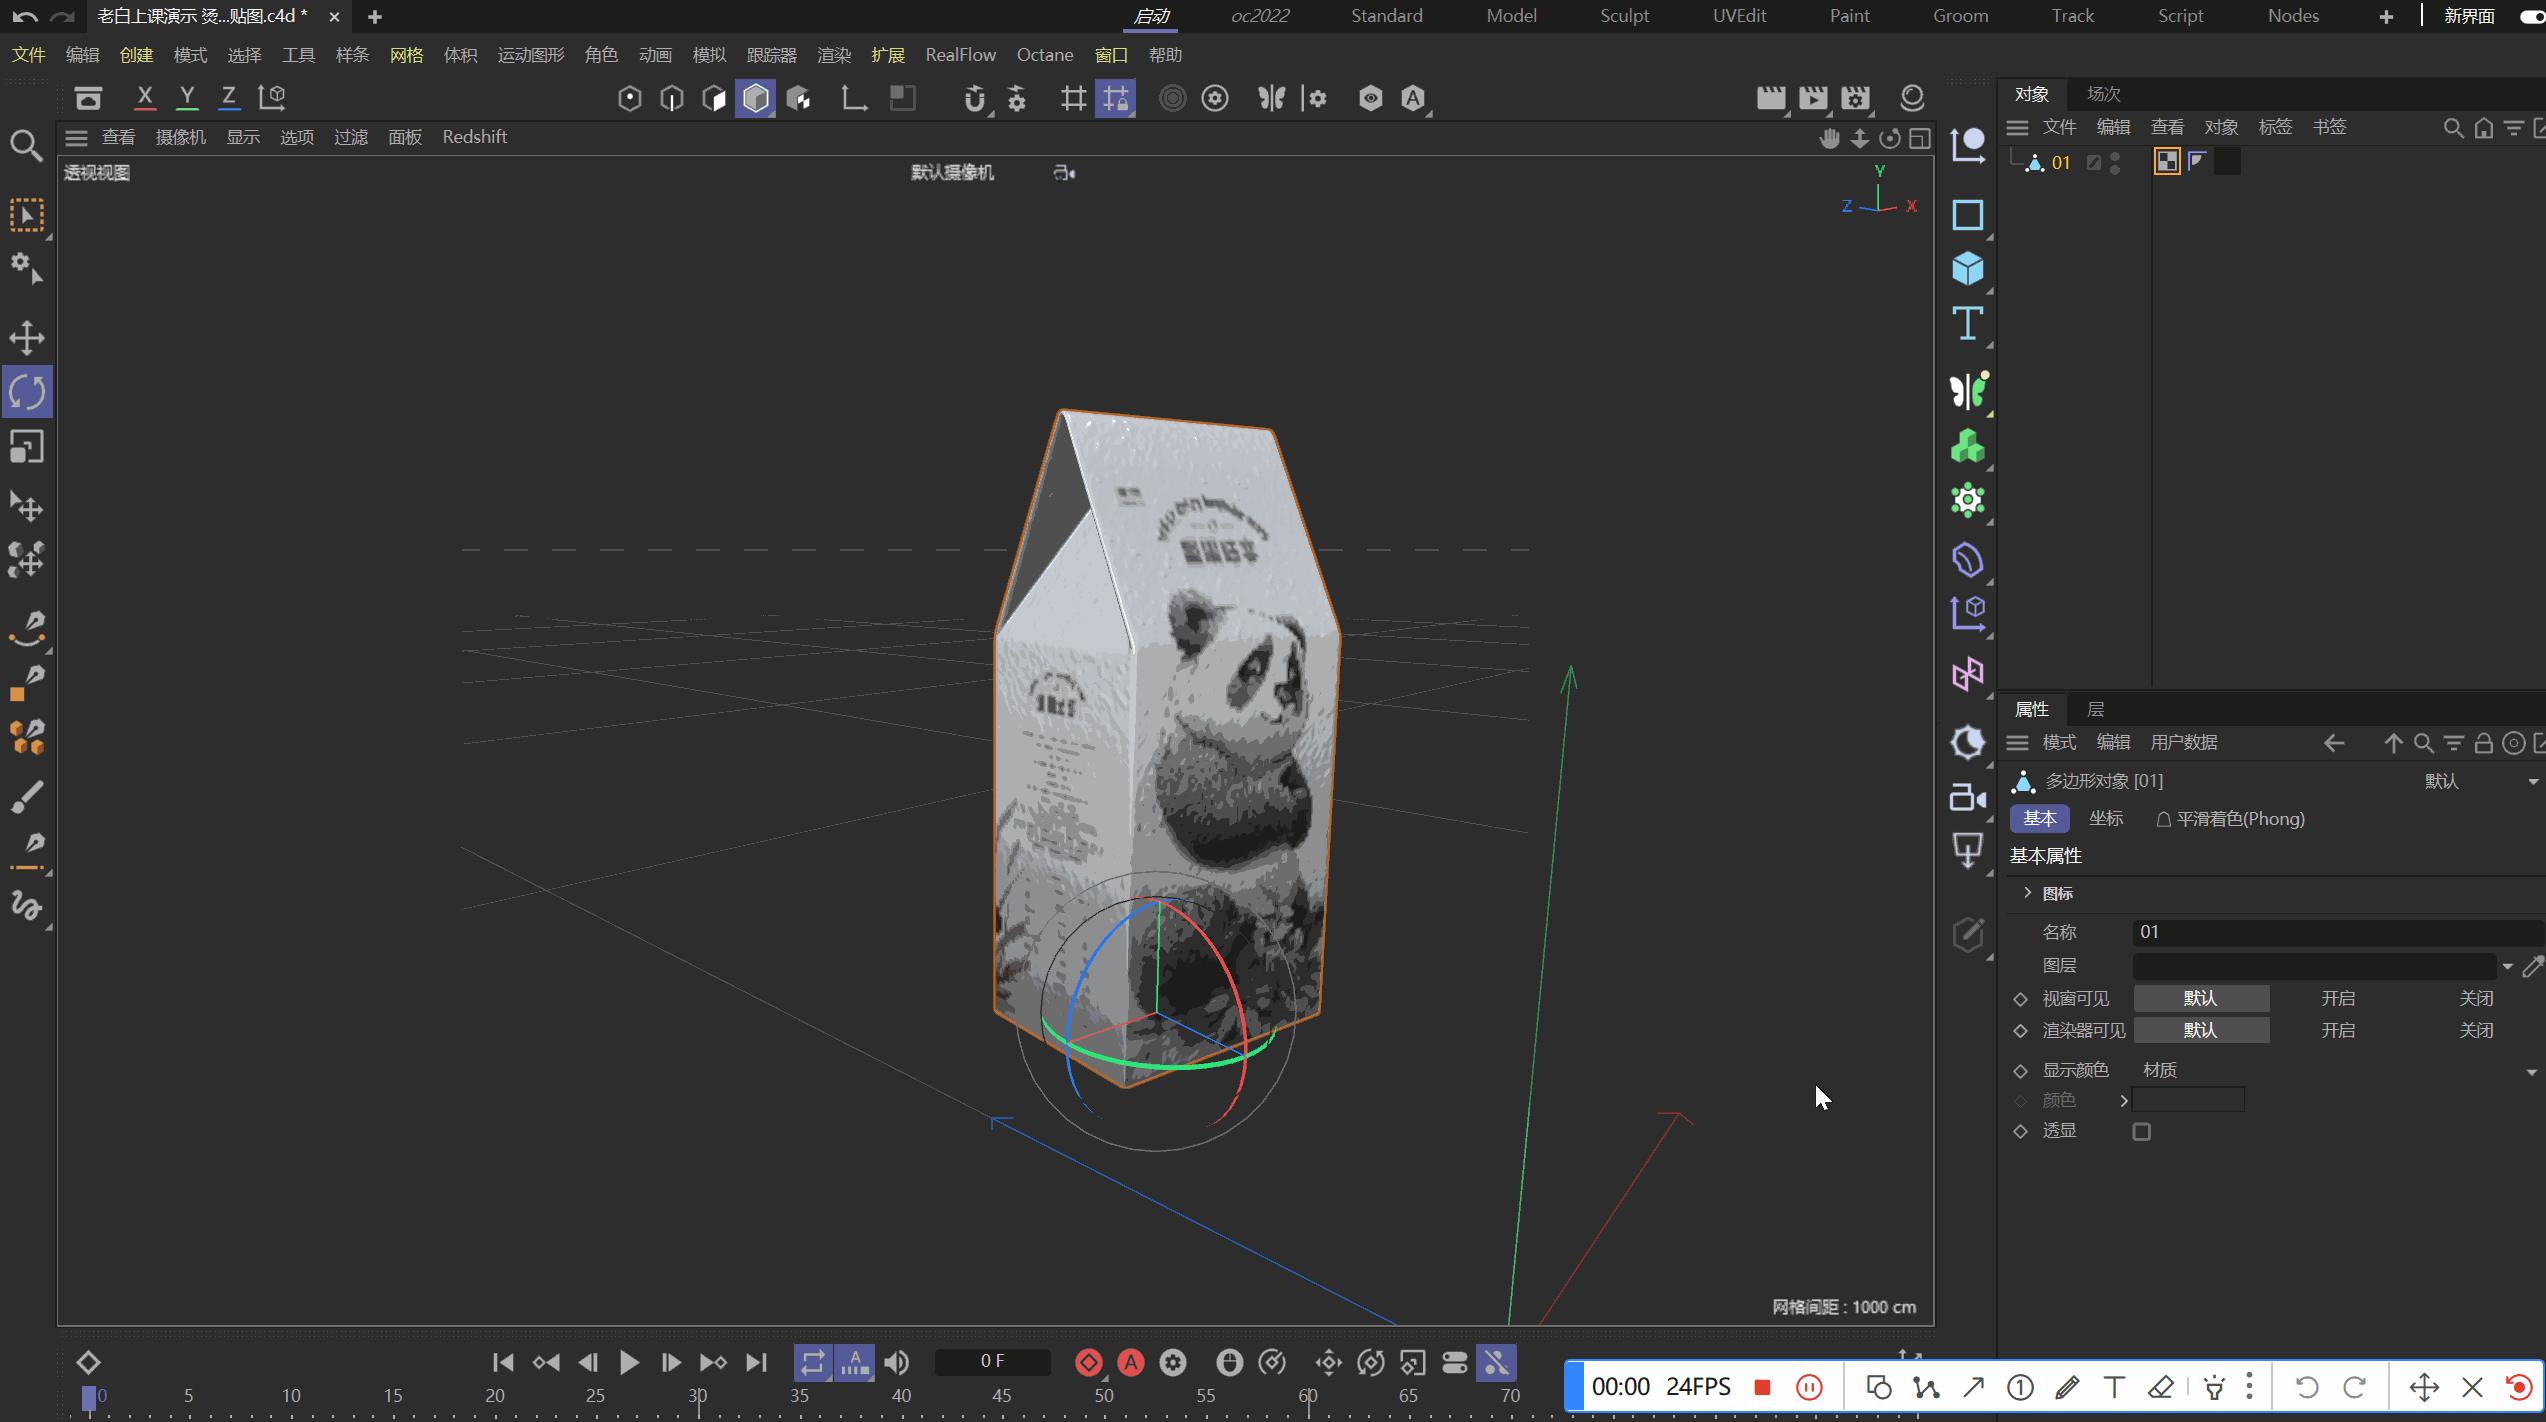 老白上课演示 烫...贴图.c4d *
启动 oc2022 Standard Model Sculpt UVEdit Paint Groom Track Script Nodes 新界面
文件 编辑 创建 模式 选择 工具 样条 网格 体积 运动图形 角色 动画 模拟 跟踪器 渲染 扩展 RealFlow Octane 窗口 帮助
X Y Z
对象 场次
查看 摄像机 显示 选项 过滤 面板 Redshift
文件 编辑 查看 对象 标签 书签
透视视图 默认摄像机
01
Y
Z X
属性 层
模式 编辑 用户数据
多边形对象 [01] 默认
基本 坐标 平滑着色(Phong)
基本属性
图标
名称 01
图层
视窗可见 默认 开启 关闭
渲染器可见 默认 开启 关闭
显示颜色 材质
颜色
透显
网格间距 : 1000 cm
0 F
00:00 24FPS
0 5 10 15 20 25 30 35 40 45 50 55 60 65 70